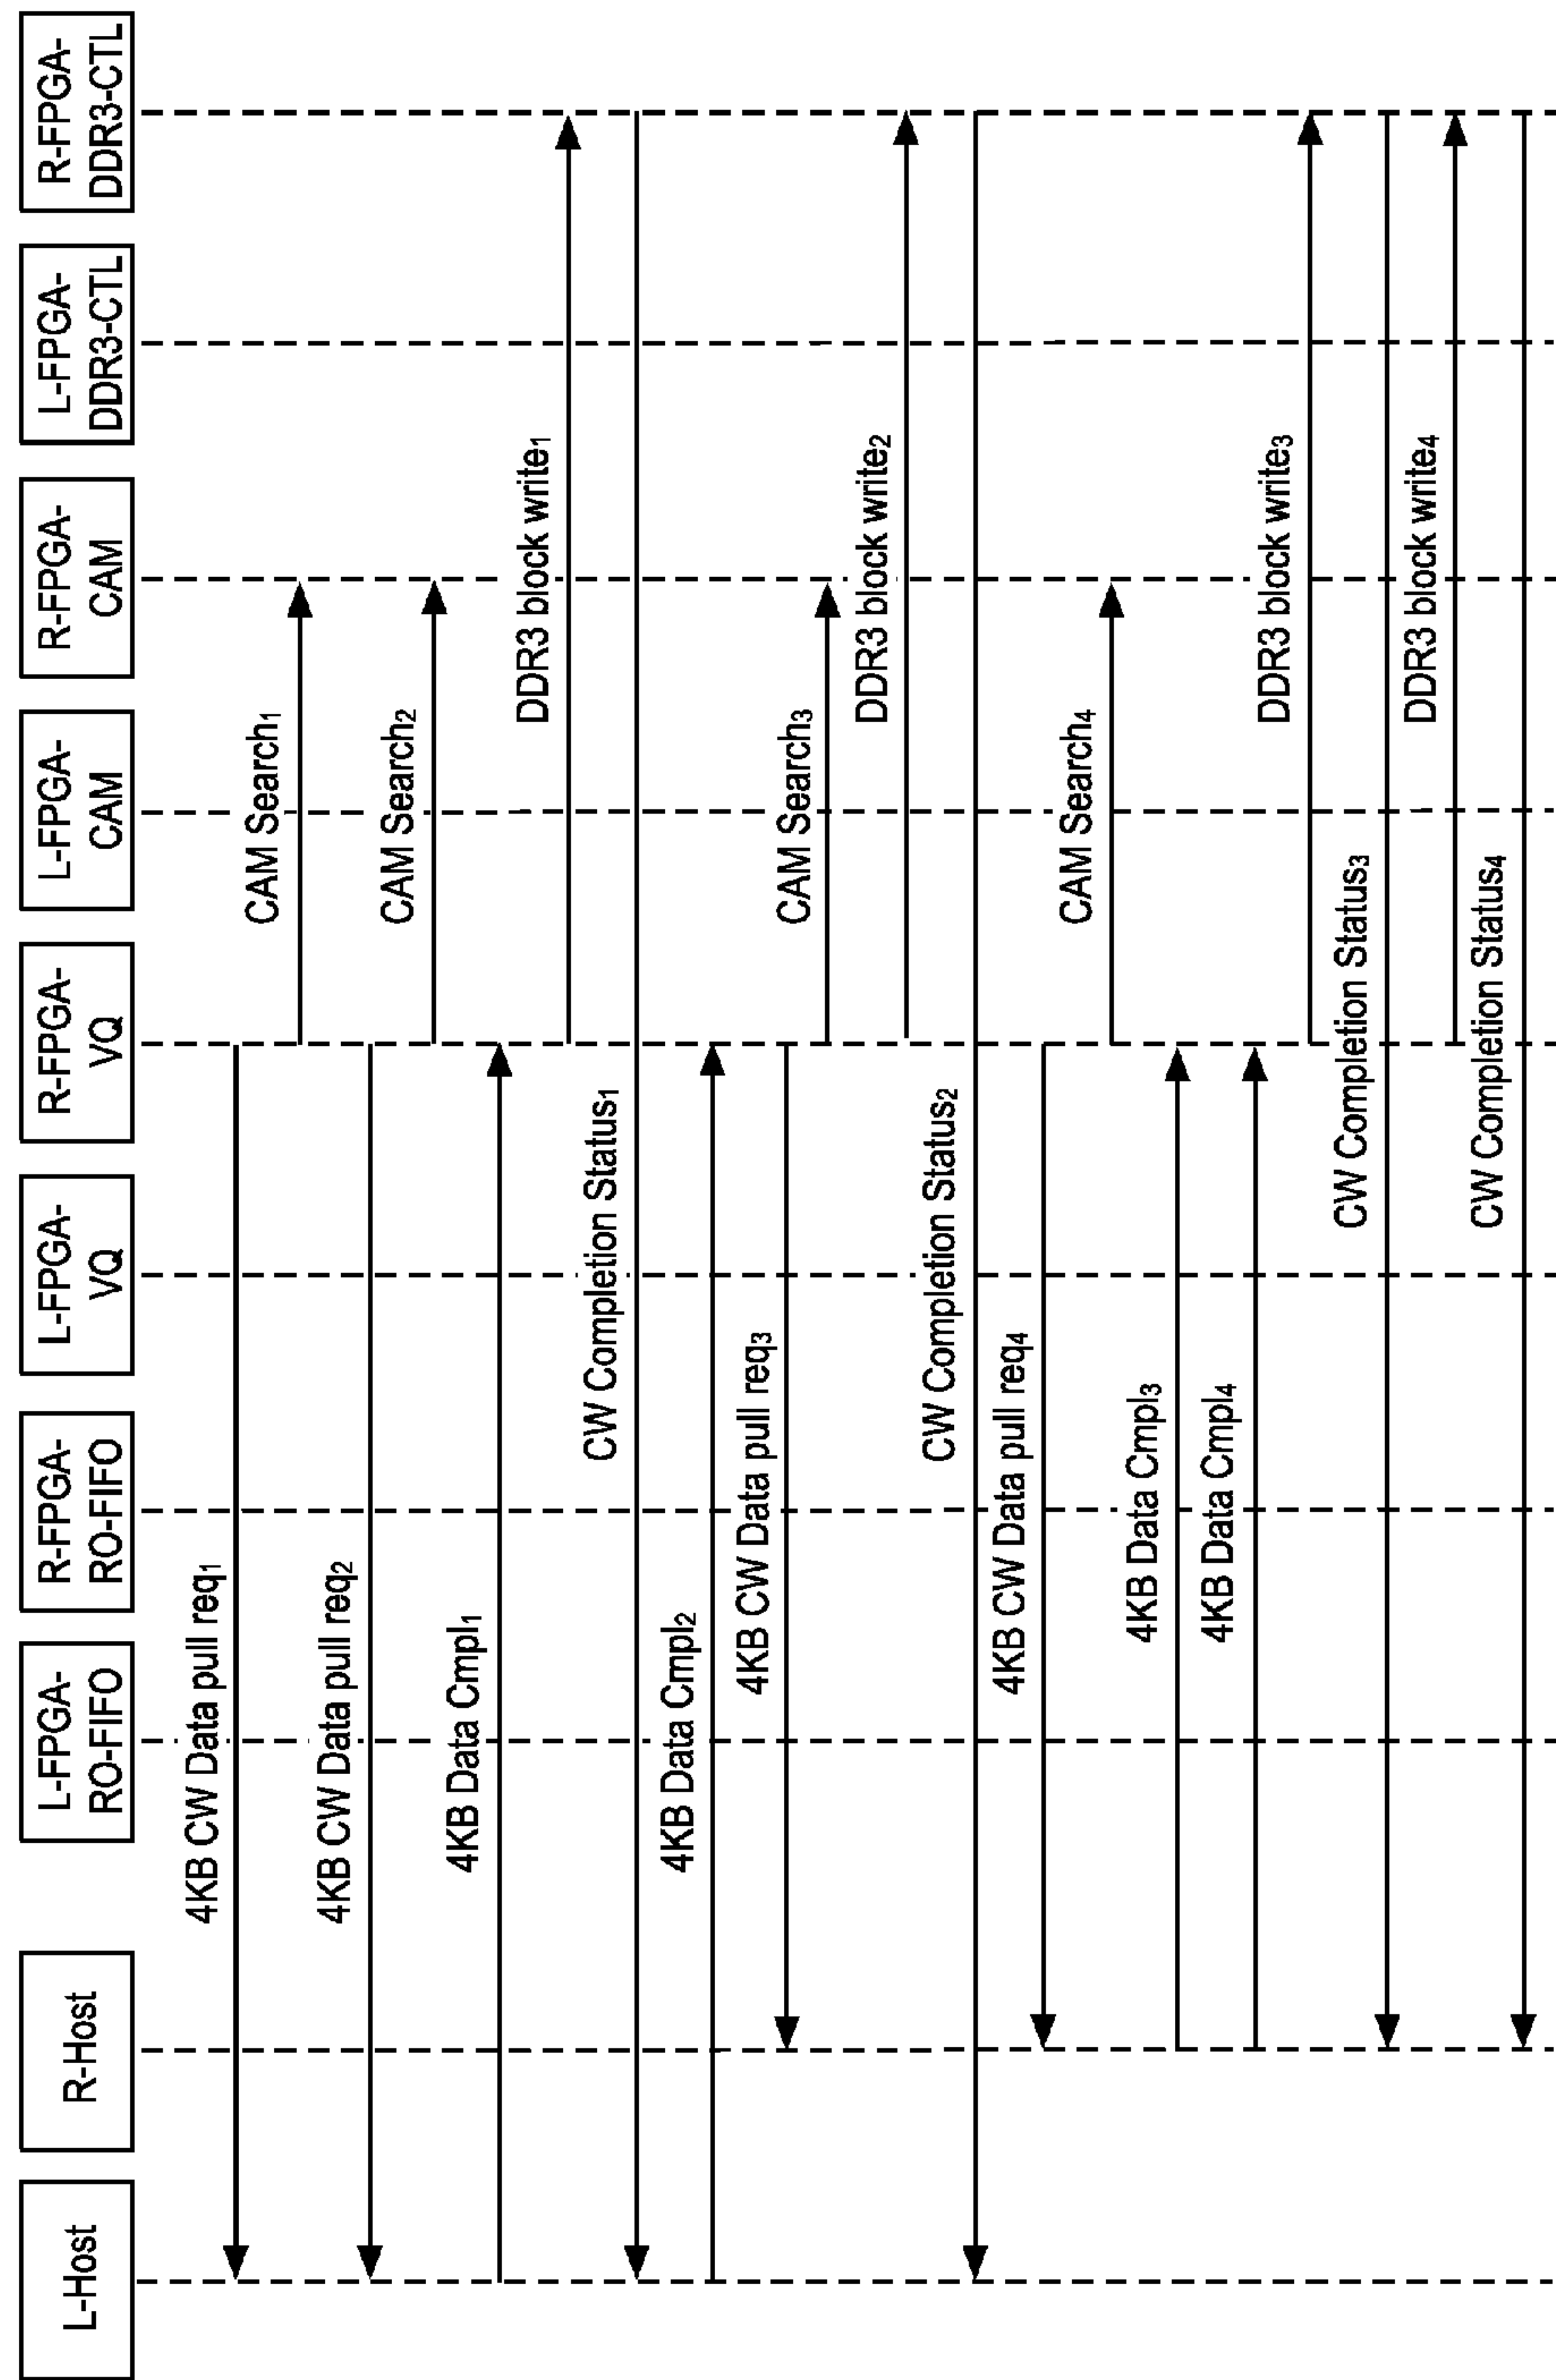 L-Host
R-Host
L-FPGA-
RO-FIFO
R-FPGA-
RO-FIFO
L-FPGA-
VQ
R-FPGA-
VQ
L-FPGA-
CAM
R-FPGA-
CAM
L-FPGA-
DDR3-CTL
R-FPGA-
DDR3-CTL
4KB CW Data pull req₁
CAM Search₁
4KB CW Data pull req₂
CAM Search₂
4KB Data Cmpl₁
DDR3 block write₁
CW Completion Status₁
4KB Data Cmpl₂
4KB CW Data pull req₃
CAM Search₃
DDR3 block write₂
CW Completion Status₂
4KB CW Data pull req₄
CAM Search₄
4KB Data Cmpl₃
4KB Data Cmpl₄
DDR3 block write₃
CW Completion Status₃
DDR3 block write₄
CW Completion Status₄